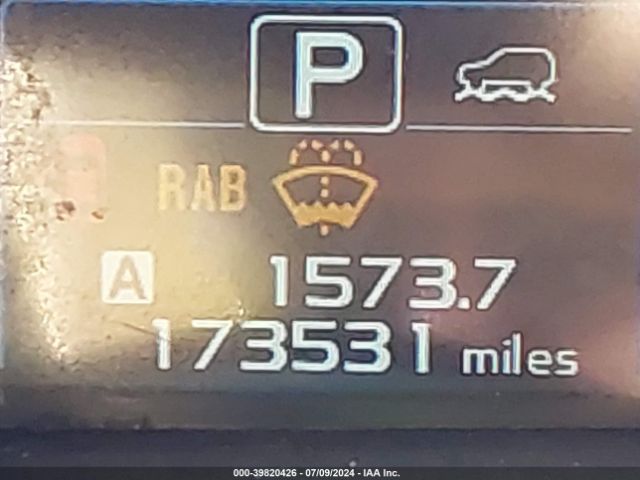 P
RAB
A 1573.7
173531 miles
000-39820426 - 07/09/2024 - IAA Inc.